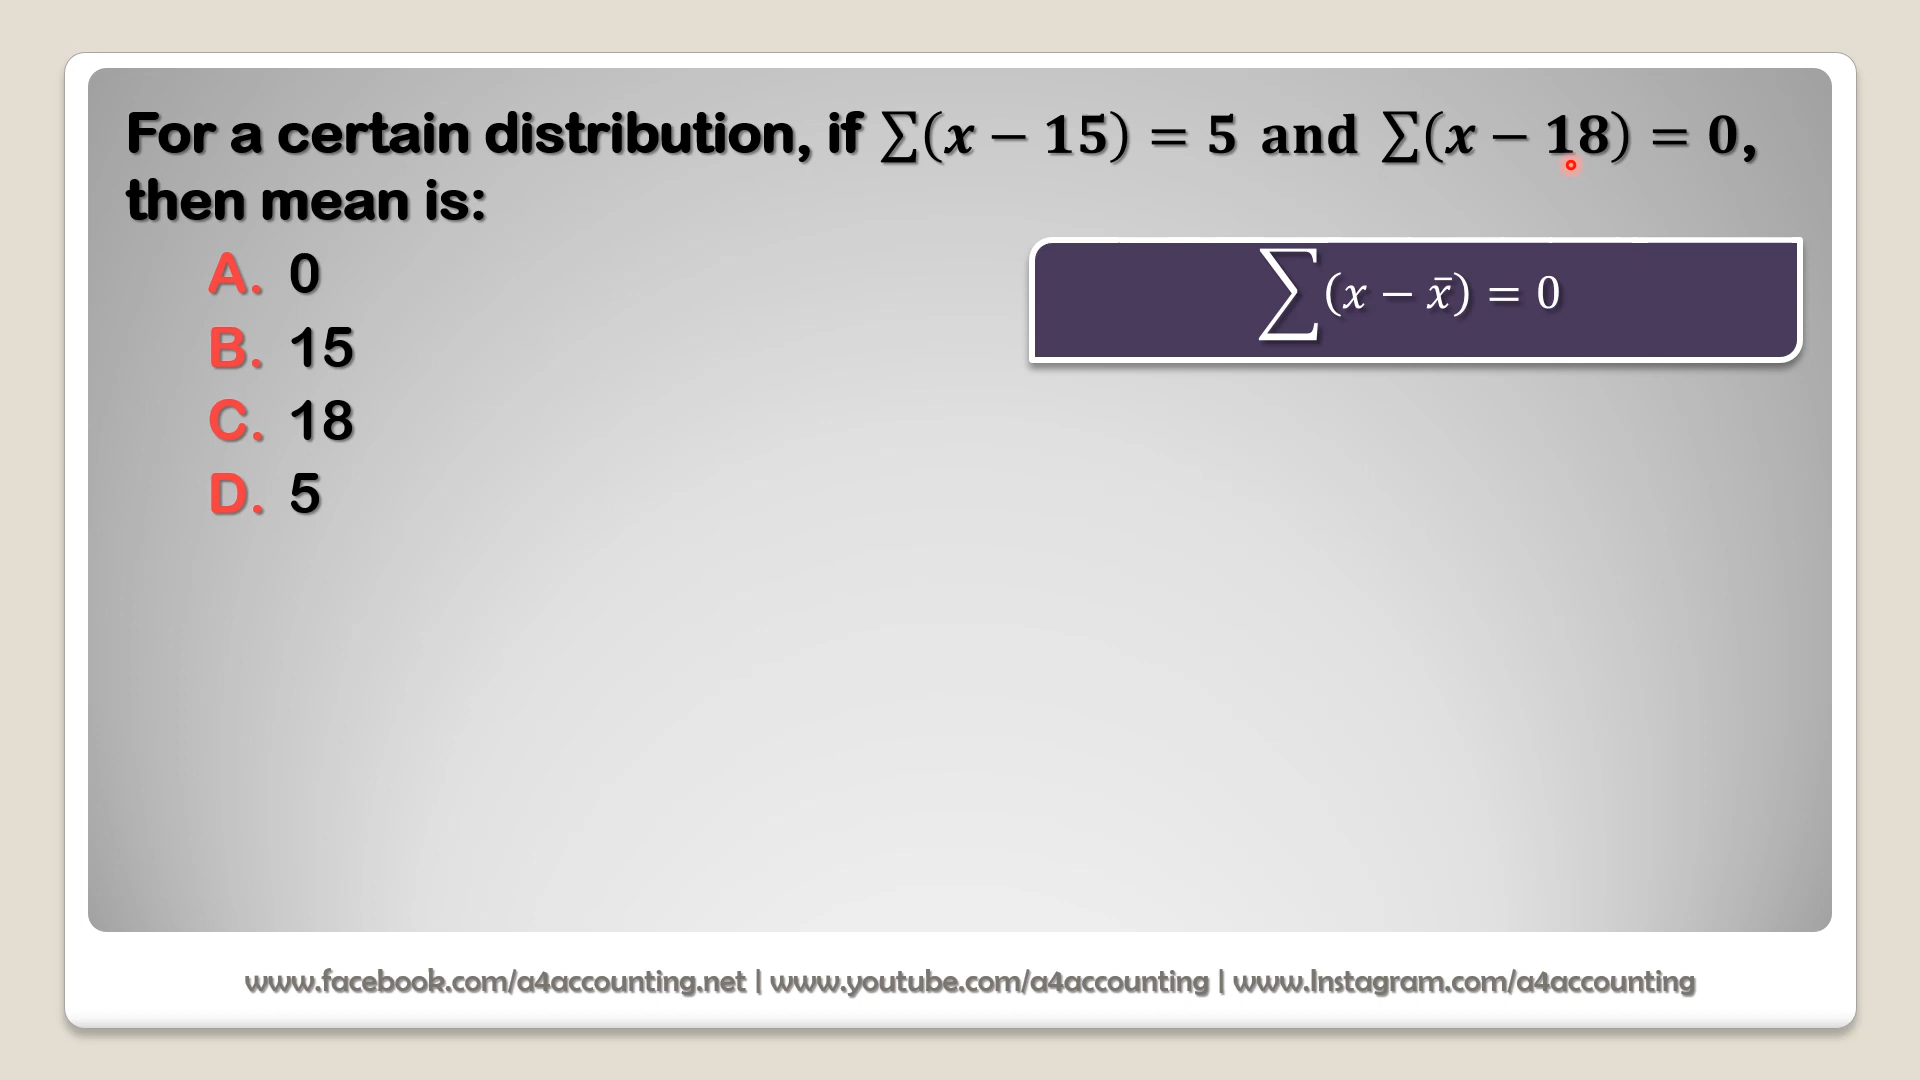 For a certain distribution, if ∑(x − 15) = 5 and ∑(x − 18) = 0,
then mean is:
A. 0
∑(x − x̄) = 0
B. 15
C. 18
D. 5
www.facebook.com/a4accounting.net | www.youtube.com/a4accounting | www.Instagram.com/a4accounting